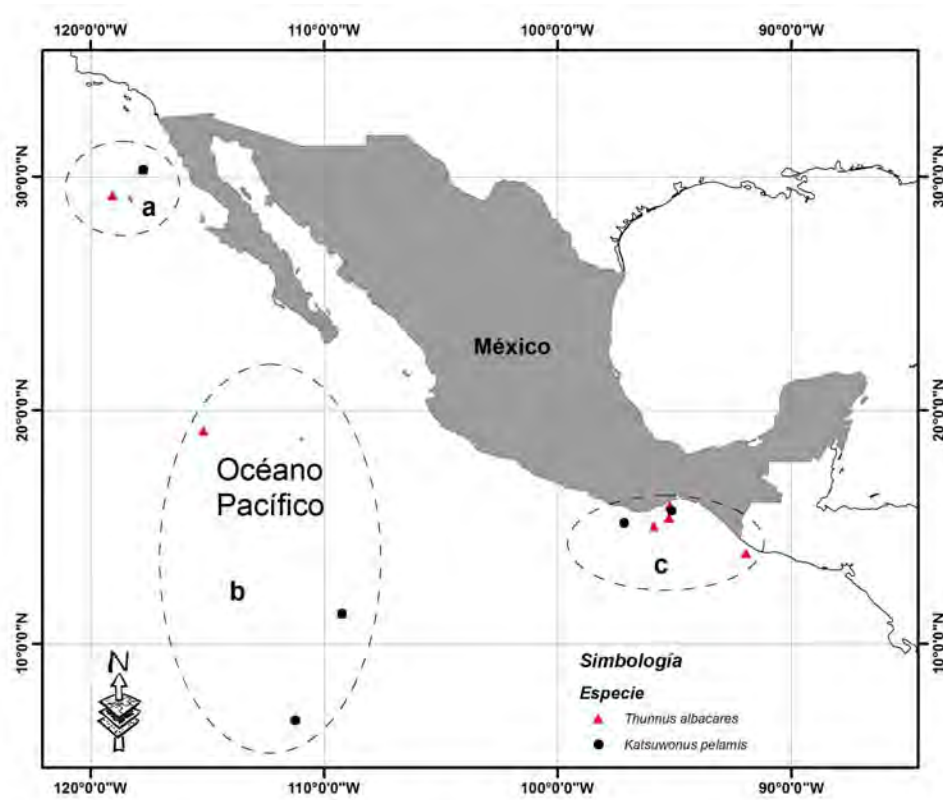 120°0'0"W 110°0'0"W 100°0'0"W 90°0'0"W
30°0'0"N 30°0'0"N
a
México
20°0'0"N 20°0'0"N
Océano
Pacífico
b
c
10°0'0"N 10°0'0"N
N
Simbología
Especie
Thunnus albacares
Katsuwonus pelamis
120°0'0"W 110°0'0"W 100°0'0"W 90°0'0"W